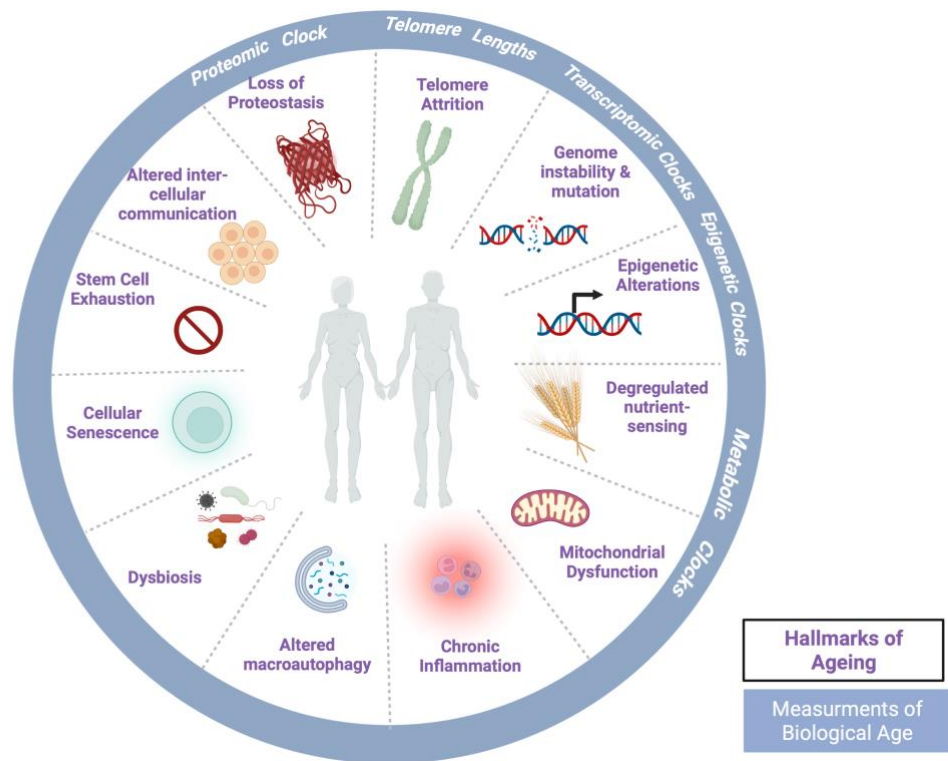 Proteomic Clock
Telomere Lengths
Transcriptomic Clocks
Epigenetic Clocks
Metabolic Clocks
Loss of
Proteostasis
Telomere
Attrition
Genome
instability &
mutation
Epigenetic
Alterations
Degregulated
nutrient-
sensing
Mitochondrial
Dysfunction
Chronic
Inflammation
Altered
macroautophagy
Dysbiosis
Cellular
Senescence
Stem Cell
Exhaustion
Altered inter-
cellular
communication
Hallmarks of
Ageing
Measurments of
Biological Age